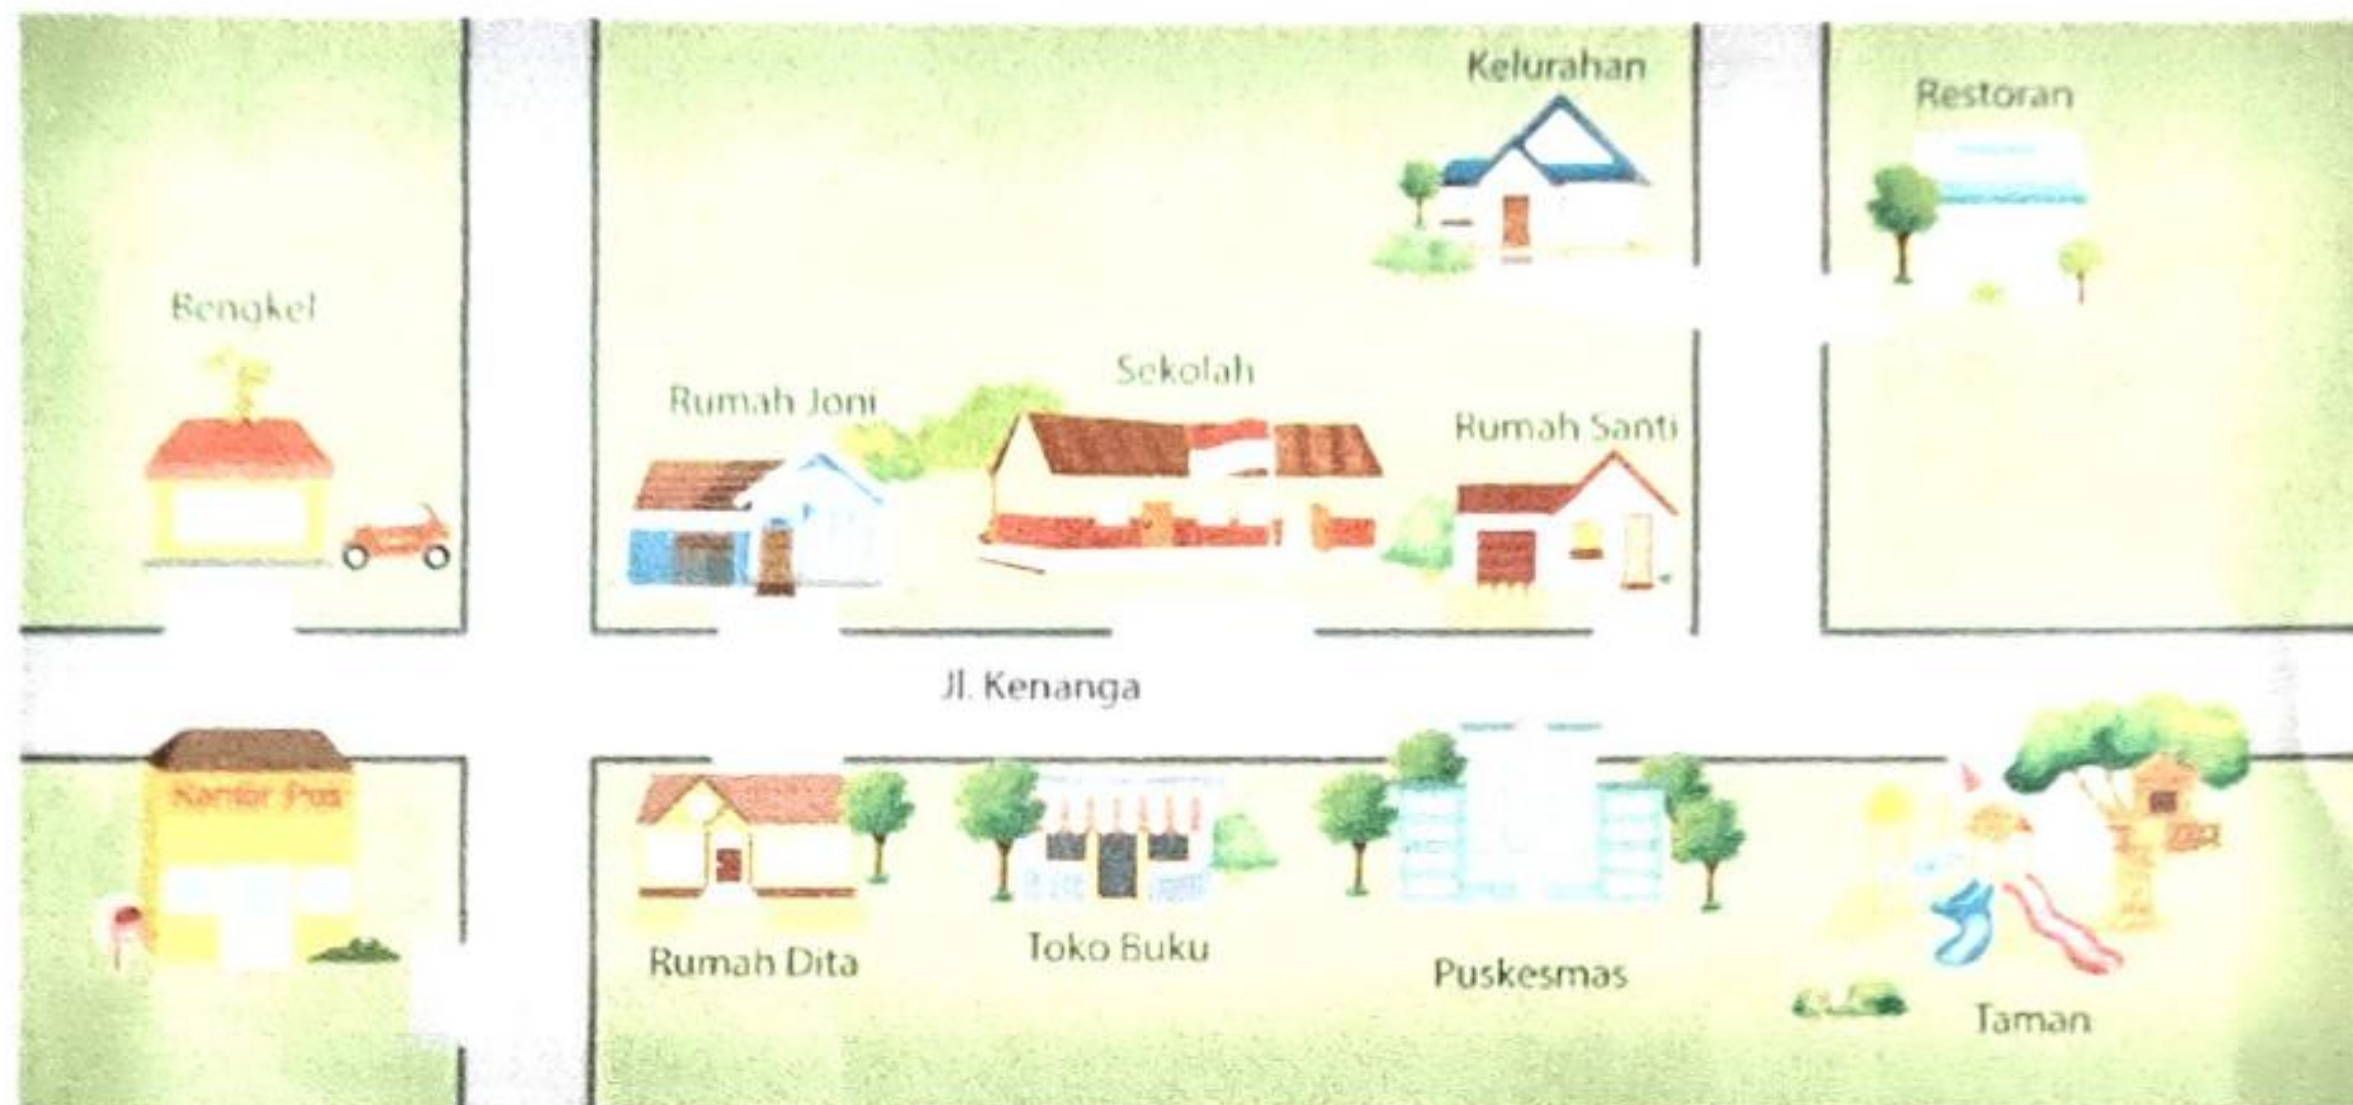 Kelurahan
Restoran
Bengkel
Sekolah
Rumah Joni
Rumah Santi
Jl. Kenanga
Kantor Pos
Rumah Dita
Toko Buku
Puskesmas
Taman